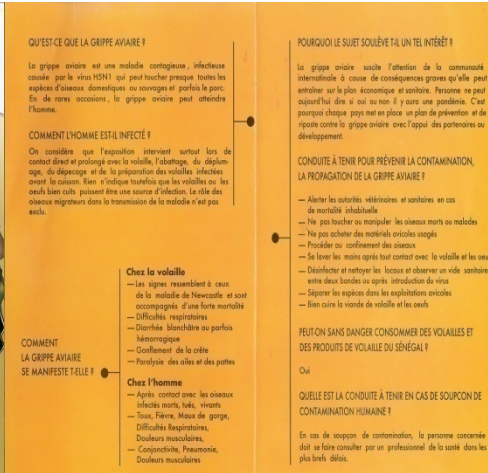 QU'EST-CE QUE LA GRIPPE AVIAIRE ?
La grippe aviaire est une maladie contagieuse, infectieuse
causée par le virus H5N1 qui peut toucher presque toutes les
espèces d'oiseaux domestiques ou sauvages et parfois le porc.
En de rares occasions, la grippe aviaire peut atteindre
l'homme.
COMMENT L'HOMME EST-IL INFECTÉ ?
On considère que l'exposition intervient surtout lors de
contact direct et prolongé avec la volaille, l'abattage, du déplum-
age, du dépecage et de la préparation des volailles infectées
avant la cuisson. Rien n'indique toutefois que les volailles ou les
oeufs bien cuits puissent être une source d'infection. Le rôle des
oiseaux migrateurs dans la transmission de la maladie n'est pas
exclu.
COMMENT
LA GRIPPE AVIAIRE
SE MANIFESTE T-ELLE ?
Chez la volaille
— Les signes ressemblent à ceux
de la maladie de Newcastle et sont
accompagnés d'une forte mortalité
— Difficultés respiratoires
— Diarrhée blanchâtre ou parfois
hémorragique
— Gonflement de la crête
— Paralysie des ailes et des pattes
Chez l'homme
— Après contact avec les oiseaux
infectés morts, tués, vivants
— Toux, Fièvre, Maux de gorge,
Difficultés Respiratoires,
Douleurs musculaires,
— Conjonctivite, Pneumonie,
Douleurs musculaires
POURQUOI LE SUJET SOULÈVE T-IL UN TEL INTÉRÊT ?
La grippe aviaire suscite l'attention de la communauté
internatinale à cause de conséquences graves qu'elle peut
entraîner sur le plan économique et sanitaire. Personne ne peut
aujourd'hui dire si oui ou non il y aura une pandémie. C'est
pourquoi chaque pays met en place un plan de prévention et de
riposte contre la grippe aviaire avec l'appui des partenaires au
développement.
CONDUITE À TENIR POUR PRÉVENIR LA CONTAMINATION,
LA PROPAGATION DE LA GRIPPE AVIAIRE ?
— Alerter les autorités vétérinaires et sanitaires en cas
de mortalité inhabituelle
— Ne pas toucher ou manipuler les oiseaux morts ou malades
— Ne pas acheter des matériels avicoles usagés
— Procéder au confinement des oiseaux
— Se laver les mains après tout contact avec la volaille et les oeu
— Désinfecter et nettoyer les locaux et observer un vide sanitaire
entre deux bandes ou après introduction du virus
— Séparer les espèces dans les exploitations avicoles
— Bien cuire la viande de volaille et les oeufs
PEUT-ON SANS DANGER CONSOMMER DES VOLAILLES ET
DES PRODUITS DE VOLAILLE DU SÉNÉGAL ?
Oui
QUELLE EST LA CONDUITE À TENIR EN CAS DE SOUPCON DE
CONTAMINATION HUMAINE ?
En cas de soupçon de contamination, la personne concernée
doit se faire consulter par un professionnel de la santé dans les
plus brefs délais.